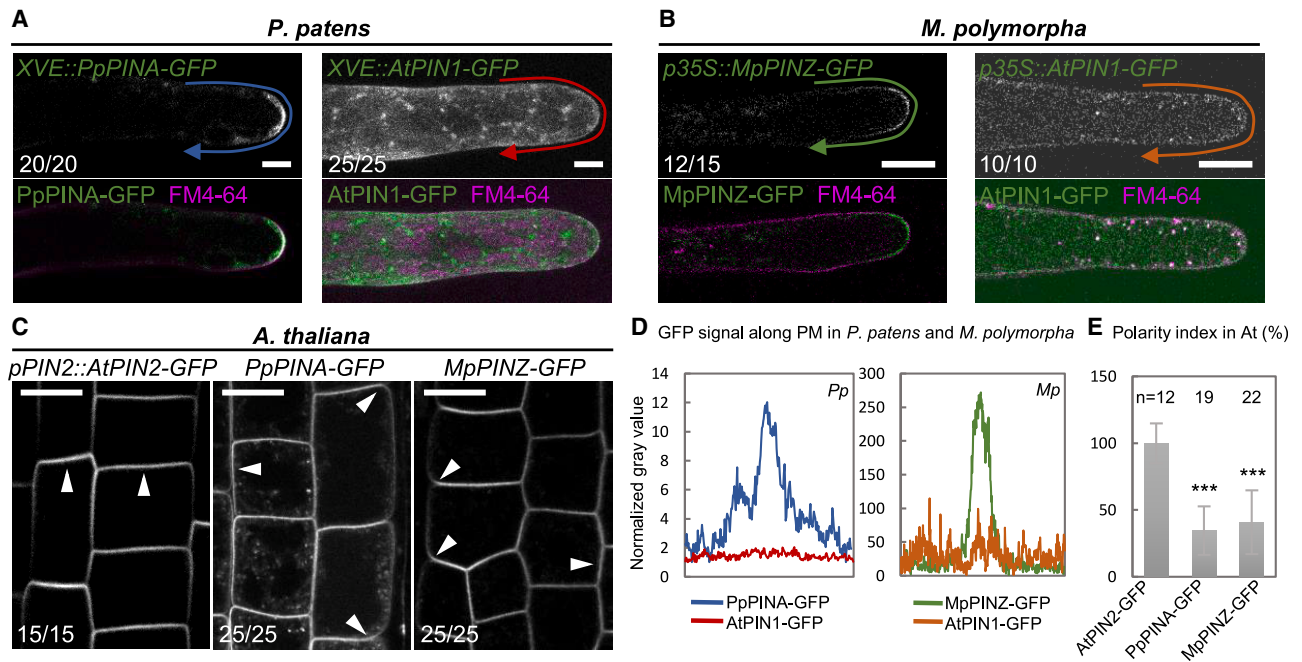 A
P. patens
XVE::PpPINA-GFP
XVE::AtPIN1-GFP
20/20
25/25
PpPINA-GFP FM4-64
AtPIN1-GFP FM4-64
B
M. polymorpha
p35S::MpPINZ-GFP
p35S::AtPIN1-GFP
12/15
10/10
MpPINZ-GFP FM4-64
AtPIN1-GFP FM4-64
C
A. thaliana
pPIN2::AtPIN2-GFP
PpPINA-GFP
MpPINZ-GFP
15/15
25/25
25/25
D
GFP signal along PM in P. patens and M. polymorpha
Normalized gray value
14
12
10
8
6
4
2
0
Pp
300
250
200
150
100
50
0
Mp
PpPINA-GFP
AtPIN1-GFP
MpPINZ-GFP
AtPIN1-GFP
E
Polarity index in At (%)
150
100
50
0
n=12 19 22
***
***
AtPIN2-GFP
PpPINA-GFP
MpPINZ-GFP